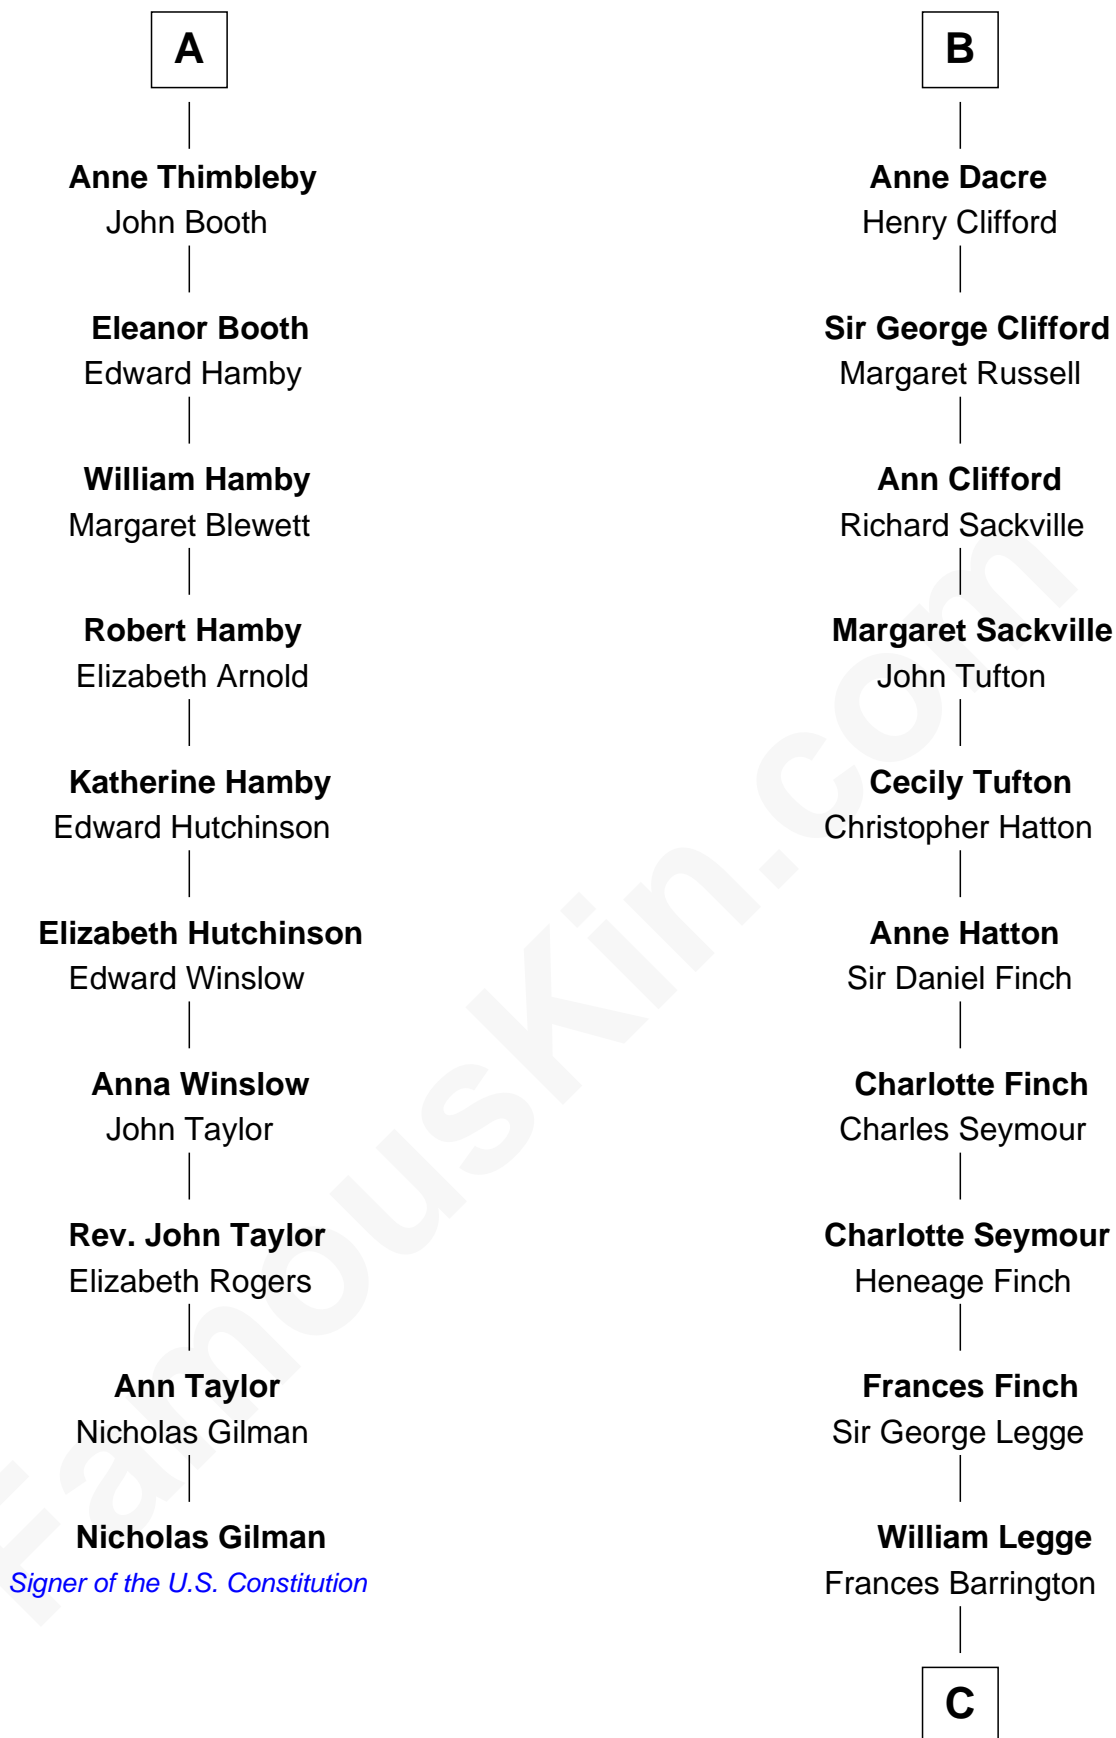 A
Anne Thimbleby
John Booth
Eleanor Booth
Edward Hamby
William Hamby
Margaret Blewett
Robert Hamby
Elizabeth Arnold
Katherine Hamby
Edward Hutchinson
Elizabeth Hutchinson
Edward Winslow
Anna Winslow
John Taylor
Rev. John Taylor
Elizabeth Rogers
Ann Taylor
Nicholas Gilman
Nicholas Gilman
Signer of the U.S. Constitution
B
Anne Dacre
Henry Clifford
Sir George Clifford
Margaret Russell
Ann Clifford
Richard Sackville
Margaret Sackville
John Tufton
Cecily Tufton
Christopher Hatton
Anne Hatton
Sir Daniel Finch
Charlotte Finch
Charles Seymour
Charlotte Seymour
Heneage Finch
Frances Finch
Sir George Legge
William Legge
Frances Barrington
C
FamousKin.com